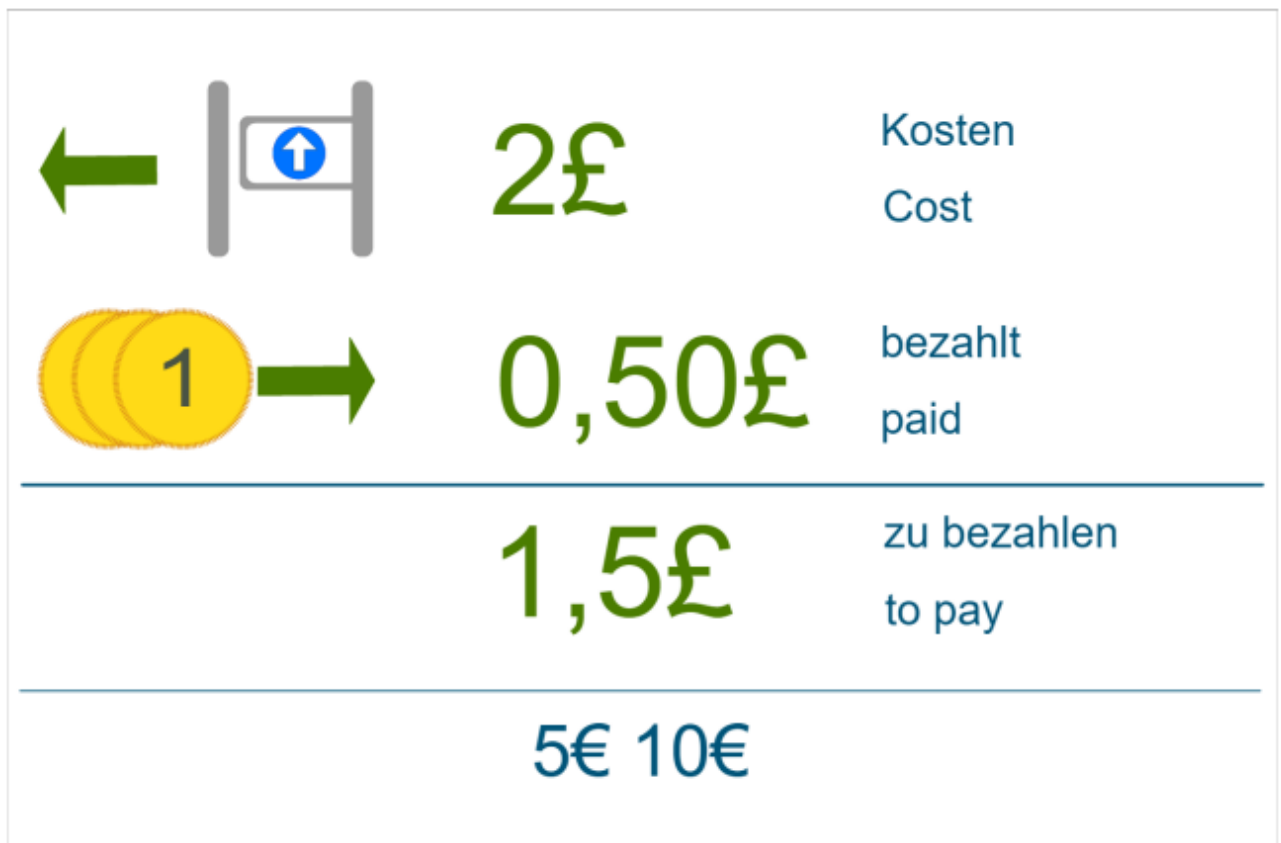 2£
Kosten
Cost
1
0,50£
bezahlt
paid
1,5£
zu bezahlen
to pay
5€ 10€